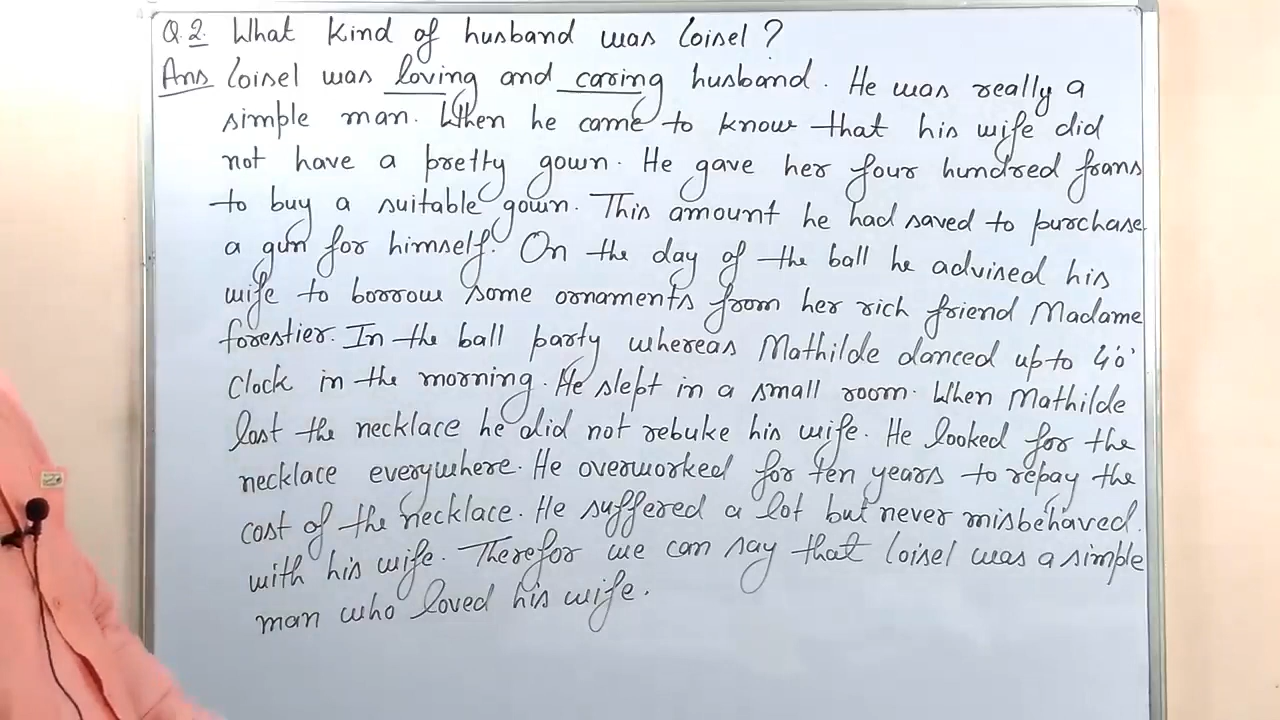 Q.2. What kind of husband was Loisel ?
Ans Loisel was loving and caring husband. He was really a
simple man. When he came to know that his wife did
not have a pretty gown. He gave her four hundred frans
to buy a suitable gown. This amount he had saved to purchase
a gun for himself. On the day of the ball he advised his
wife to borrow some ornaments from her rich friend Madame
forestier. In the ball party whereas Mathilde danced up to 4'o'
clock in the morning. He slept in a small room. When Mathilde
lost the necklace he did not rebuke his wife. He looked for the
necklace everywhere. He overworked for ten years to repay the
cost of the necklace. He suffered a lot but never misbehaved.
with his wife. Therefor we can say that Loisel was a simple
man who loved his wife.